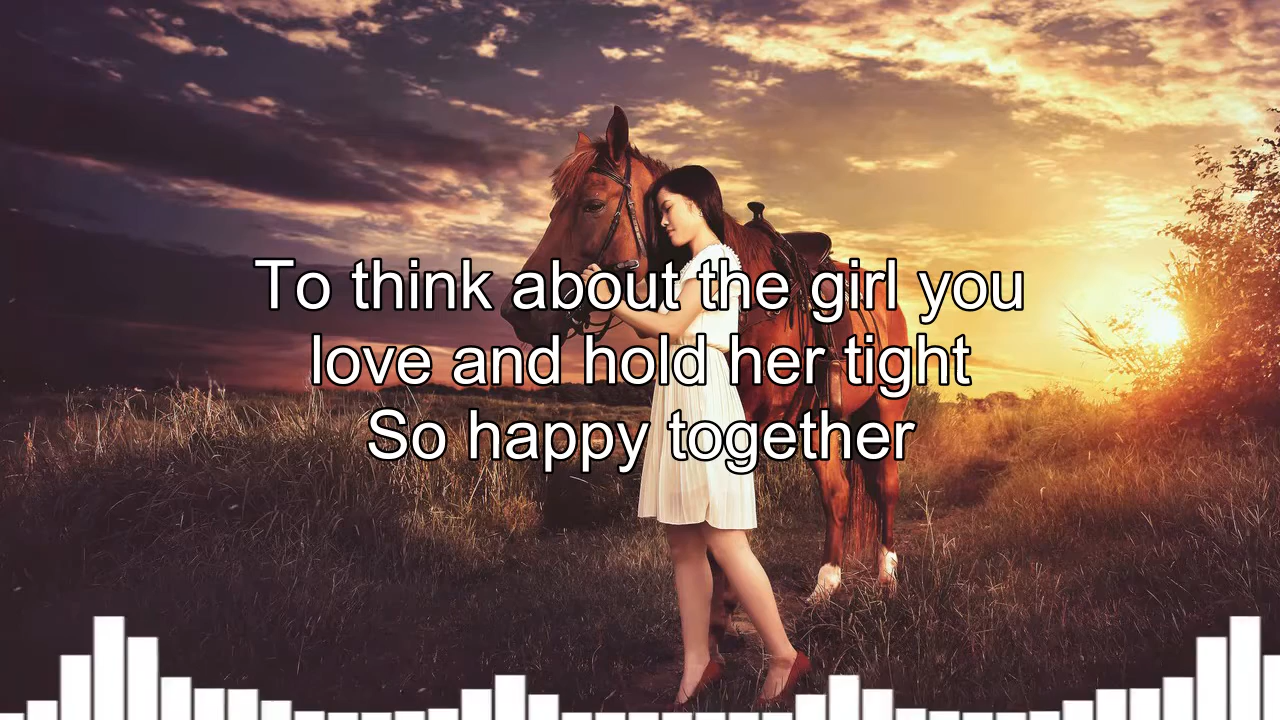 To think about the girl you
love and hold her tight
So happy together